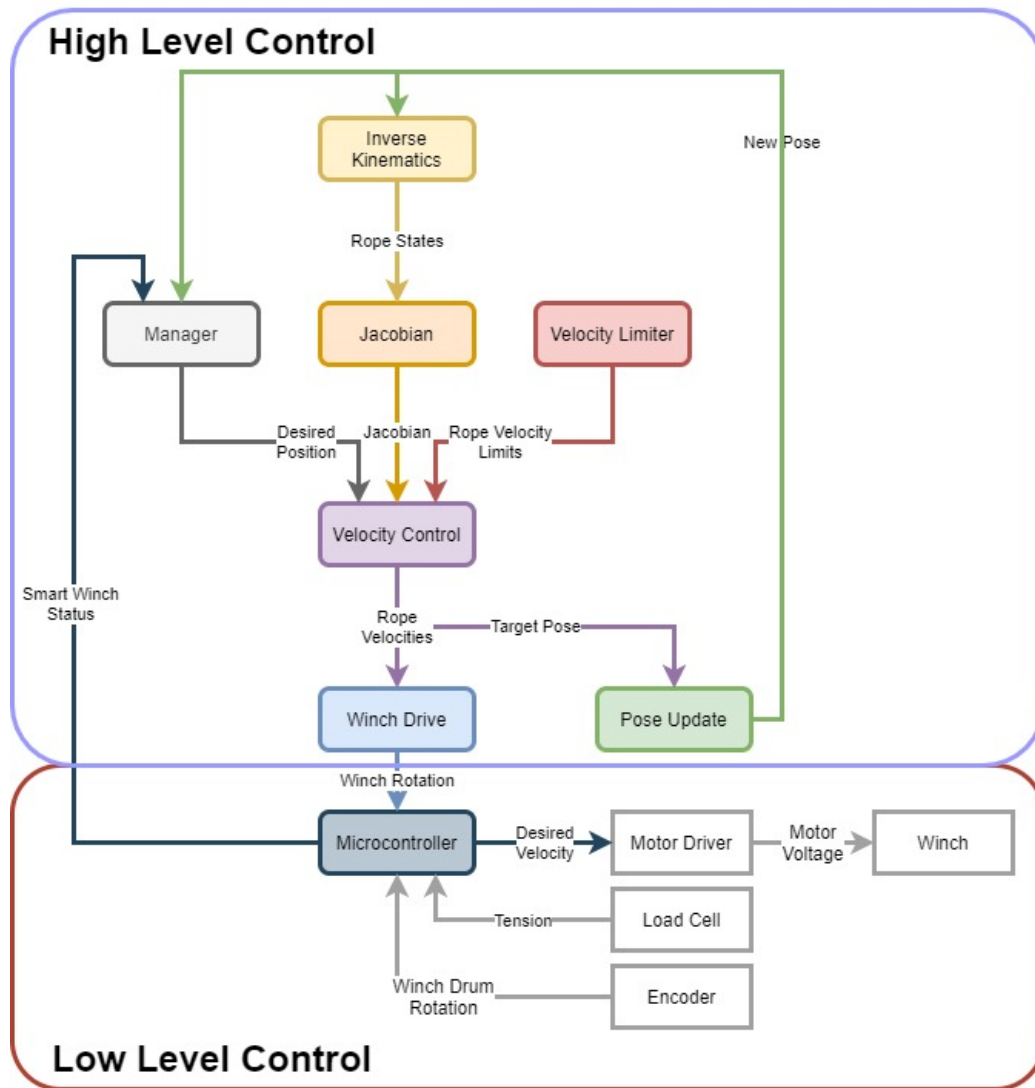 High Level Control
Inverse
Kinematics
New Pose
Rope States
Manager
Jacobian
Velocity Limiter
Desired
Position
Jacobian
Rope Velocity
Limits
Velocity Control
Smart Winch
Status
Rope
Velocities
Target Pose
Winch Drive
Pose Update
Winch Rotation
Microcontroller
Desired
Velocity
Motor Driver
Motor
Voltage
Winch
Tension
Load Cell
Winch Drum
Rotation
Encoder
Low Level Control